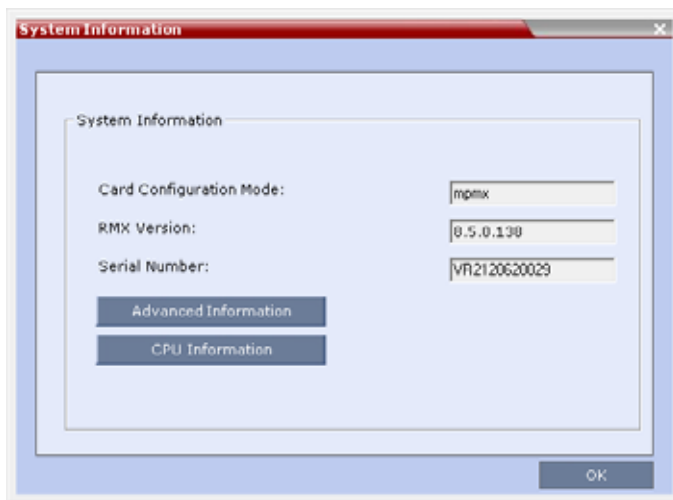 System Information
System Information
Card Configuration Mode: mpmx
RMX Version: 8.5.0.138
Serial Number: VR2120620029
Advanced Information
CPU Information
OK